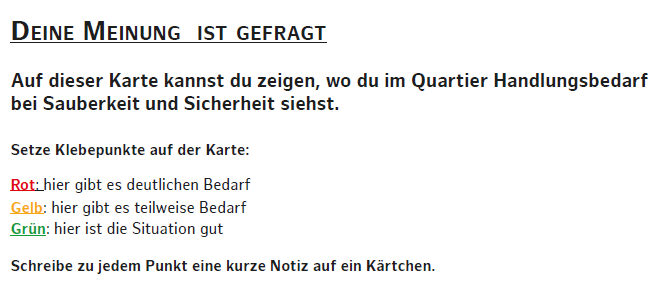 DEINE MEINUNG IST GEFRAGT
Auf dieser Karte kannst du zeigen, wo du im Quartier Handlungsbedarf
bei Sauberkeit und Sicherheit siehst.
Setze Klebepunkte auf der Karte:
Rot: hier gibt es deutlichen Bedarf
Gelb: hier gibt es teilweise Bedarf
Grün: hier ist die Situation gut
Schreibe zu jedem Punkt eine kurze Notiz auf ein Kärtchen.